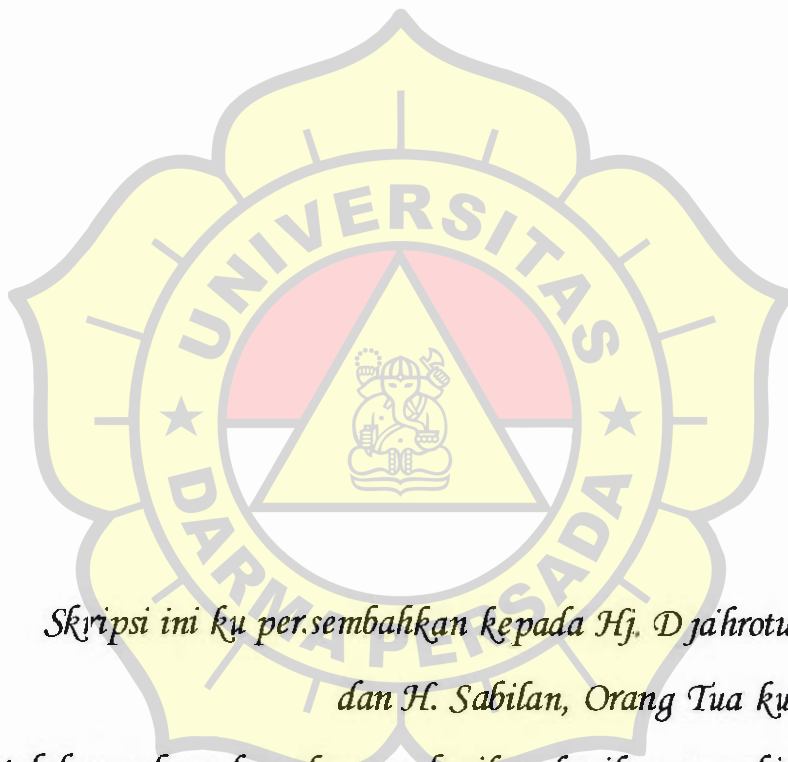 UNIVERSITAS
DARMA PERSADA
Skripsi ini ku persembahkan kepada Hj. Djahrotu
dan H. Sabilan, Orang Tua ku